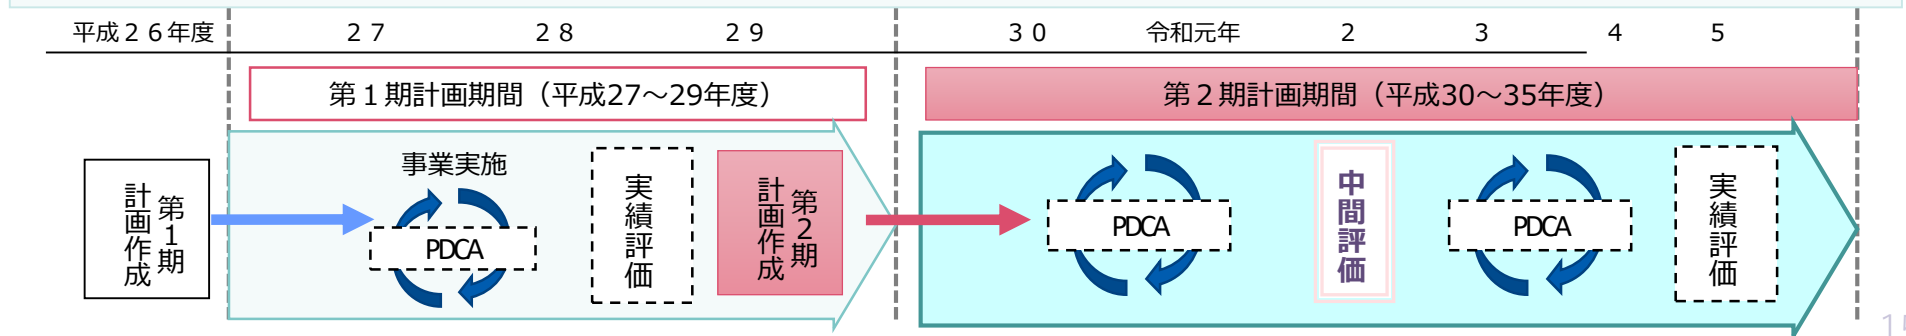 平成２６年度　２７　２８　２９　３０　令和元年　２　３　４　５
第１期計画期間（平成27～29年度）
第２期計画期間（平成30～35年度）
第１期
計画作成
事業実施
PDCA
実績評価
第２期
計画作成
PDCA
中間評価
PDCA
実績評価